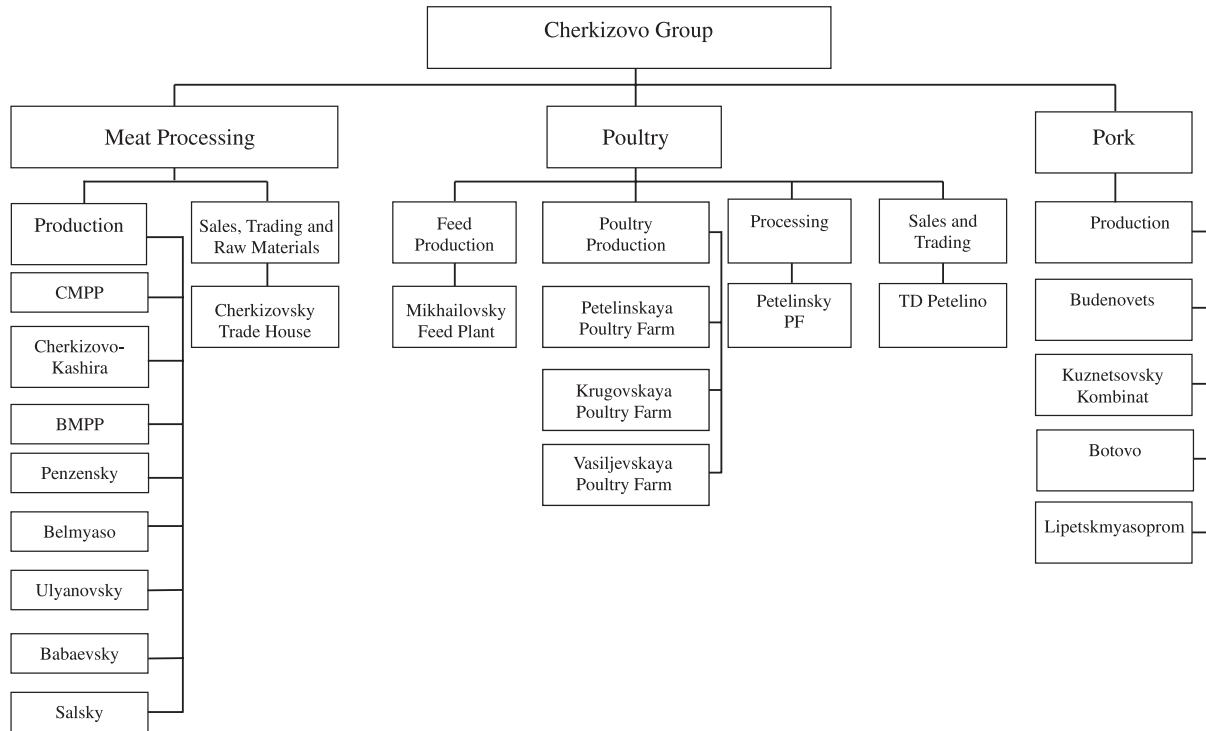 Cherkizovo Group
Meat Processing
Poultry
Pork
Production
Sales, Trading and
Raw Materials
Feed
Production
Poultry
Production
Processing
Sales and
Trading
Production
CMPP
Cherkizovsky
Trade House
Mikhailovsky
Feed Plant
Petelinskaya
Poultry Farm
Petelinsky
PF
TD Petelino
Budenovets
Cherkizovo-
Kashira
Krugovskaya
Poultry Farm
Kuznetsovsky
Kombinat
BMPP
Vasiljevskaya
Poultry Farm
Botovo
Penzensky
Belmyaso
Lipetskmyasoprom
Ulyanovsky
Babaevsky
Salsky